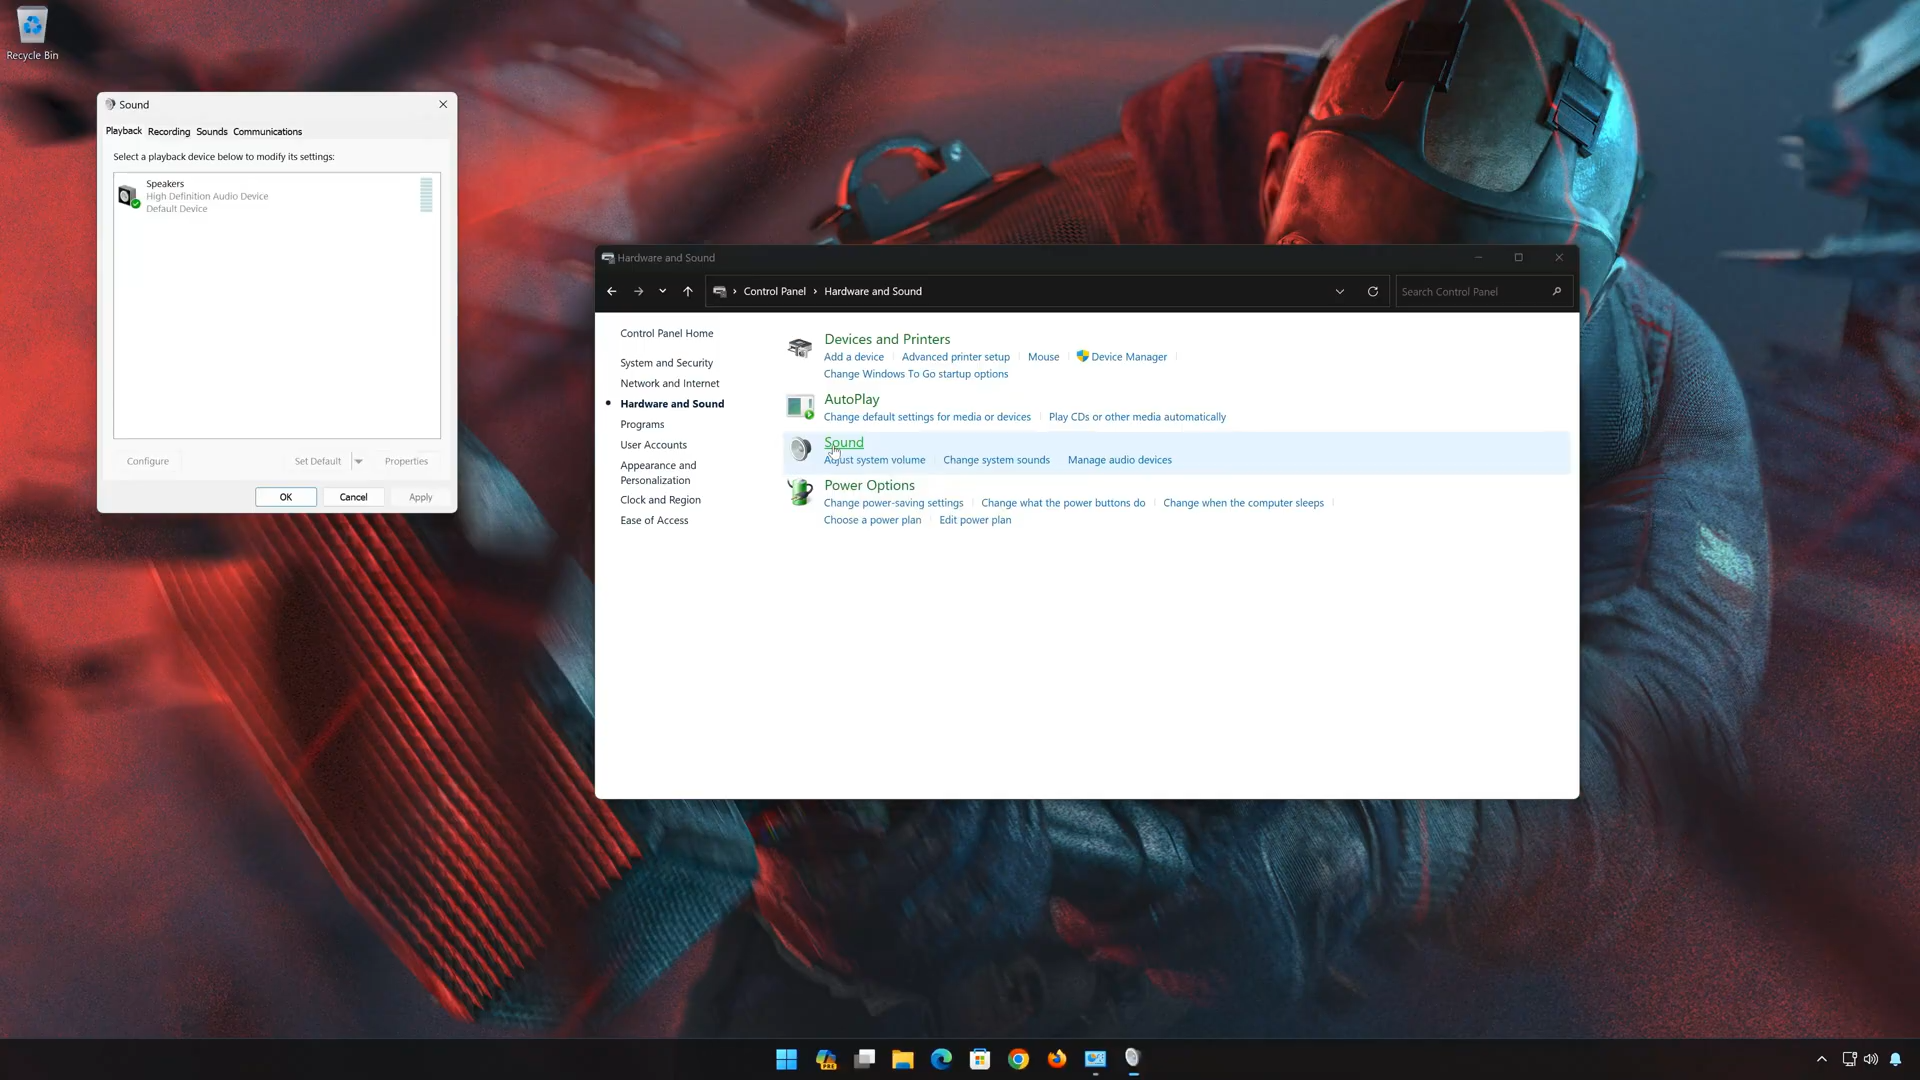 Recycle Bin
Sound
Playback Recording Sounds Communications
Select a playback device below to modify its settings:
Speakers
High Definition Audio Device
Default Device
Configure Set Default Properties
OK Cancel Apply
Hardware and Sound
Control Panel Hardware and Sound
Search Control Panel
Control Panel Home
System and Security
Network and Internet
Hardware and Sound
Programs
User Accounts
Appearance and
Personalization
Clock and Region
Ease of Access
Devices and Printers
Add a device Advanced printer setup Mouse Device Manager
Change Windows To Go startup options
AutoPlay
Change default settings for media or devices Play CDs or other media automatically
Sound
Adjust system volume Change system sounds Manage audio devices
Power Options
Change power-saving settings Change what the power buttons do Change when the computer sleeps
Choose a power plan Edit power plan
PRE